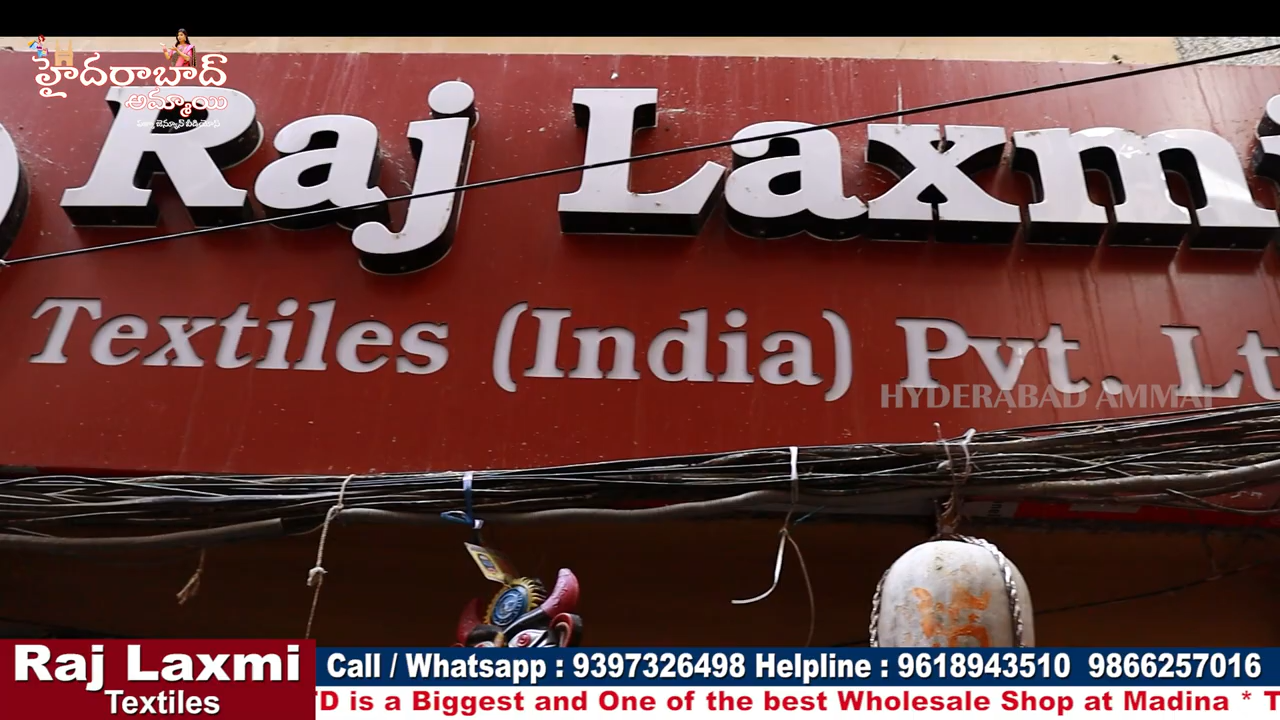 హైదరాబాద్
అమ్మాయి
Raj Laxmi
Textiles (India) Pvt. Lt
HYDERABAD AMMAI
Raj Laxmi
Textiles
Call / Whatsapp : 9397326498 Helpline : 9618943510 9866257016
TD is a Biggest and One of the best Wholesale Shop at Madina * T